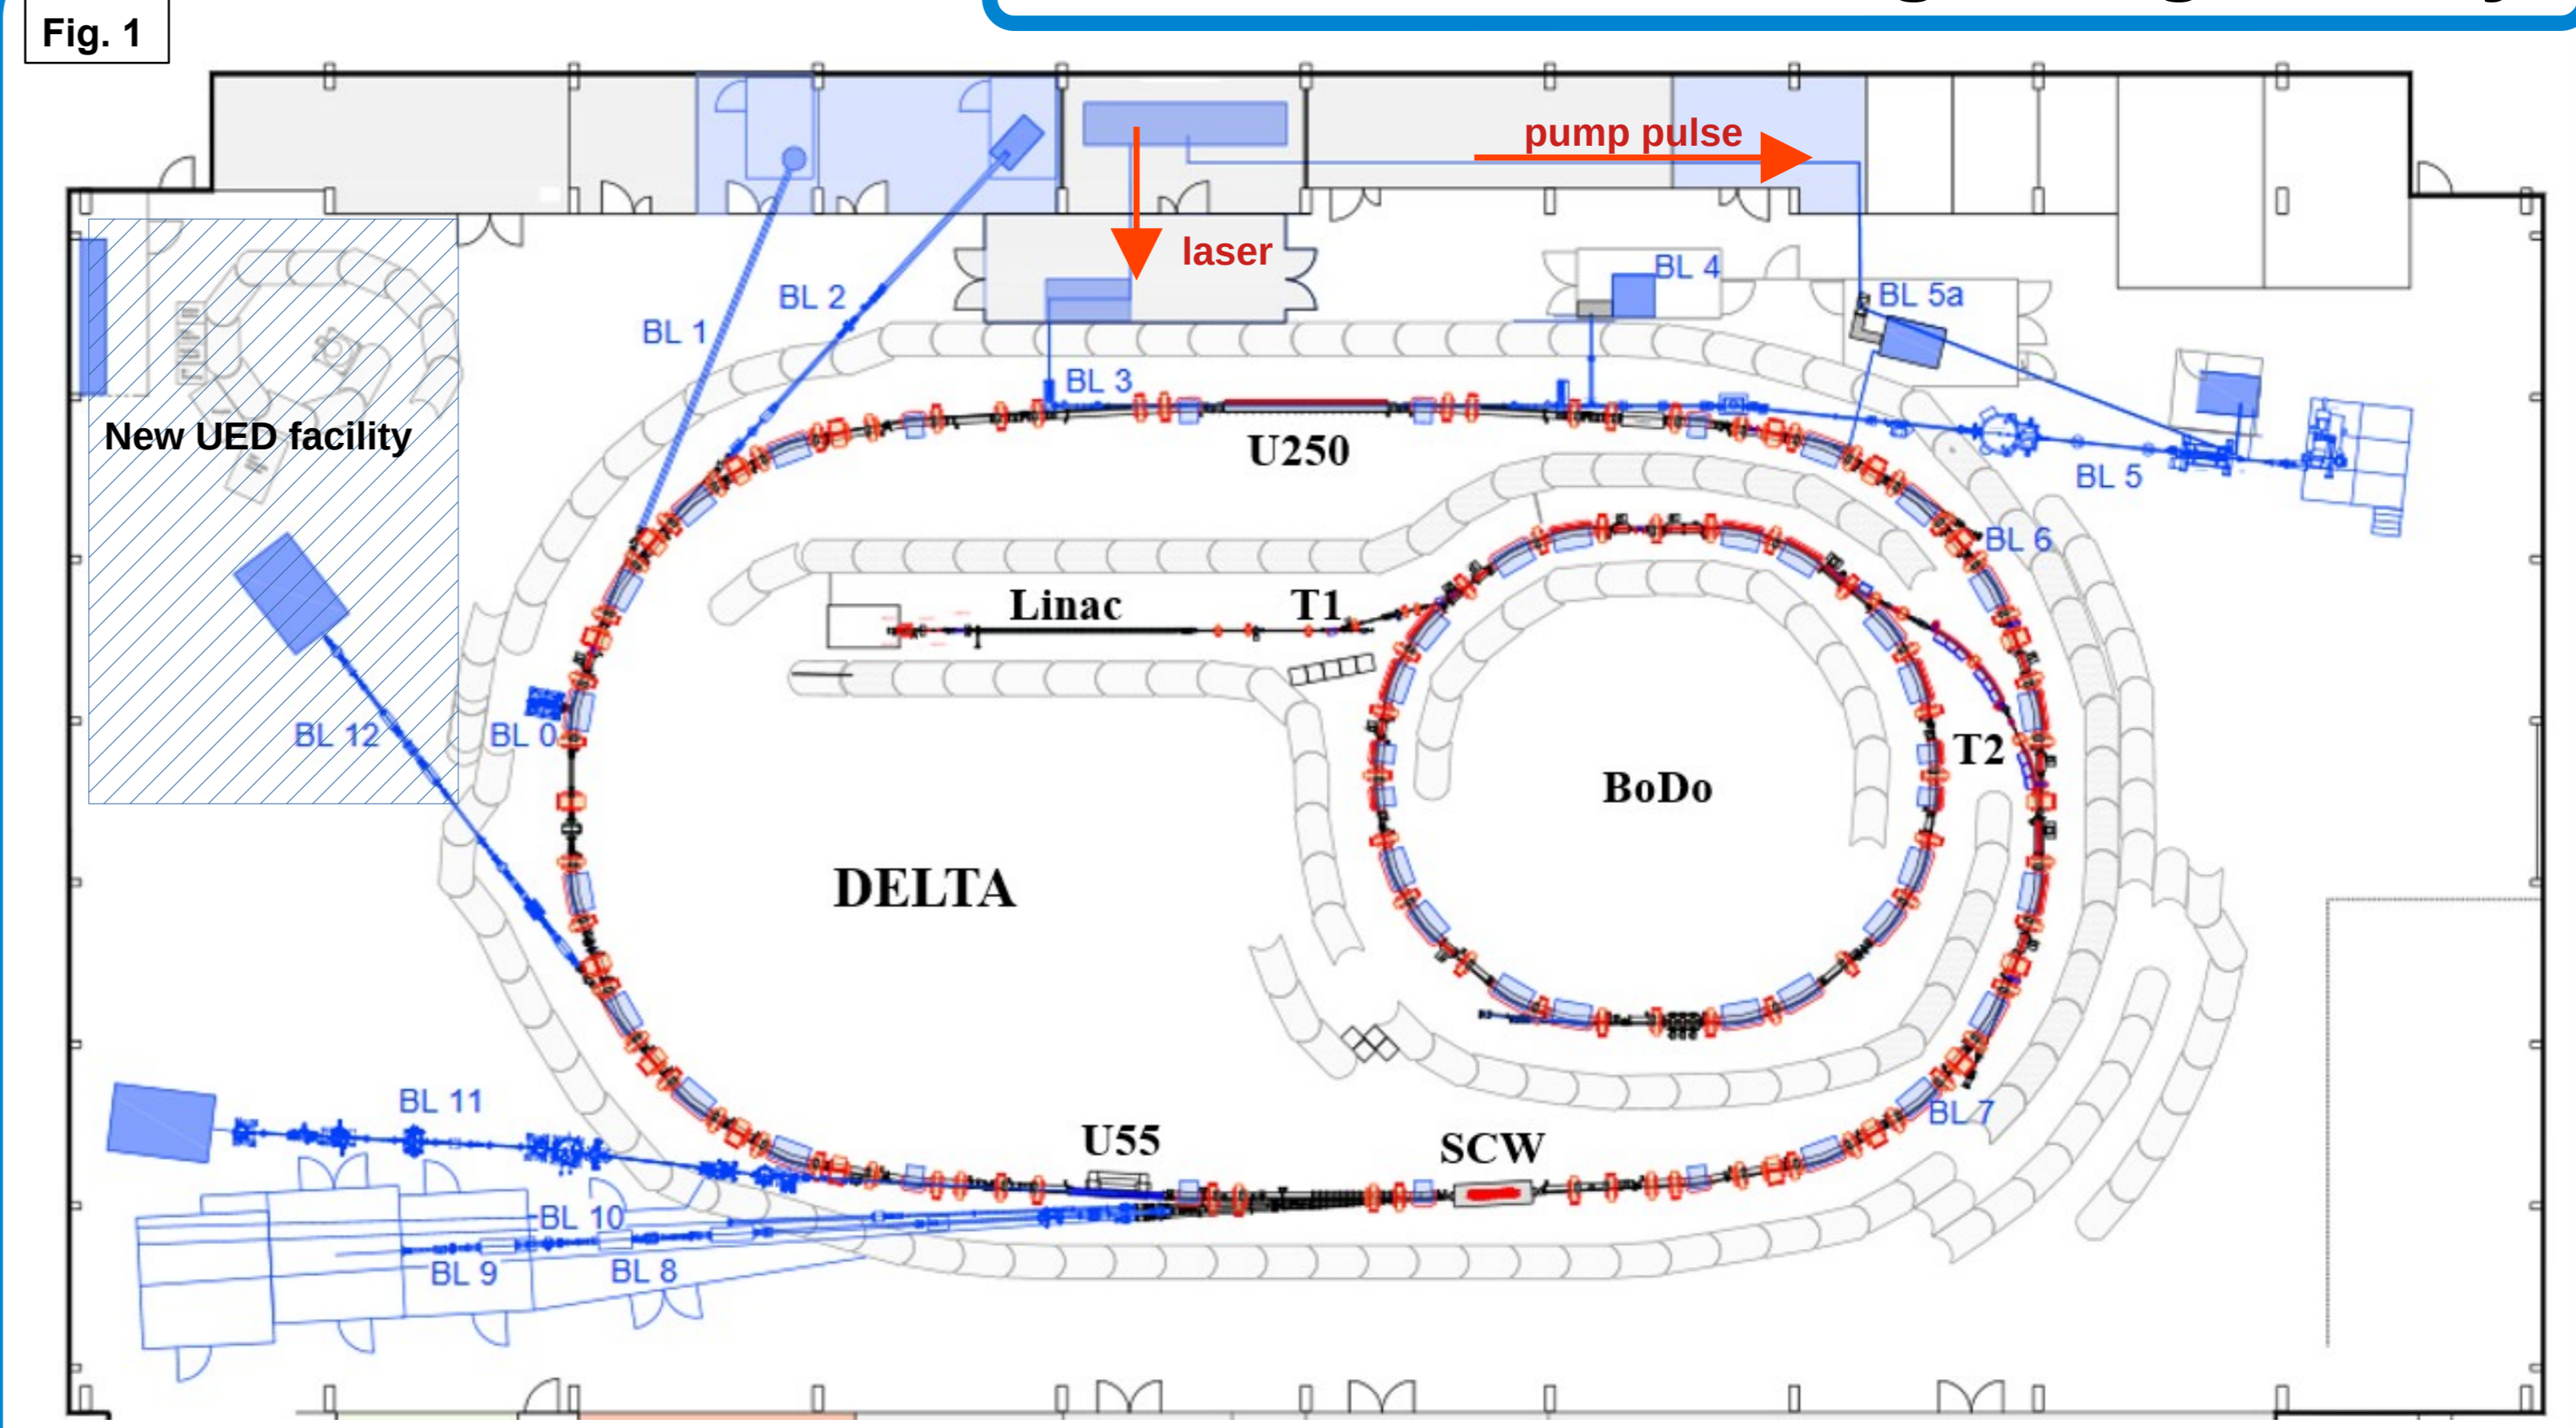 Fig. 1
pump pulse
laser
BL 4
BL 5a
BL 2
BL 1
BL 3
New UED facility
U250
BL 5
BL 6
Linac
T1
BL 12
BL 0
T2
BoDo
DELTA
BL 11
BL 7
U55
SCW
BL 10
BL 9
BL 8